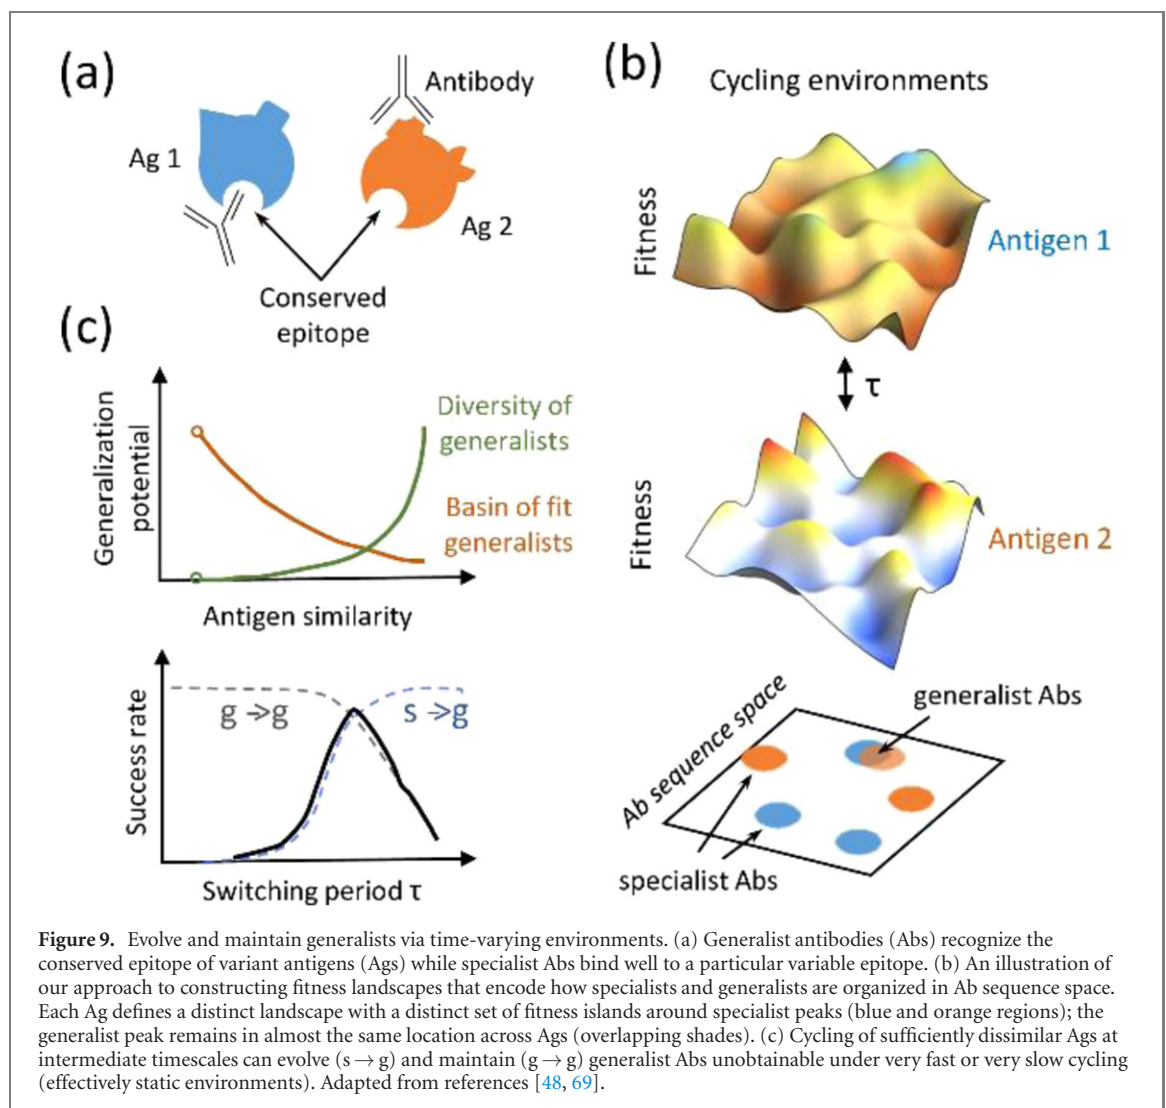 (a)
Antibody
Ag 1
Ag 2
Conserved
epitope
(b)
Cycling environments
Fitness
Antigen 1
τ
Fitness
Antigen 2
Ab sequence space
generalist Abs
specialist Abs
(c)
Generalization
potential
Diversity of
generalists
Basin of fit
generalists
Antigen similarity
Success rate
g →g
s →g
Switching period τ
Figure 9. Evolve and maintain generalists via time-varying environments. (a) Generalist antibodies (Abs) recognize the
conserved epitope of variant antigens (Ags) while specialist Abs bind well to a particular variable epitope. (b) An illustration of
our approach to constructing fitness landscapes that encode how specialists and generalists are organized in Ab sequence space.
Each Ag defines a distinct landscape with a distinct set of fitness islands around specialist peaks (blue and orange regions); the
generalist peak remains in almost the same location across Ags (overlapping shades). (c) Cycling of sufficiently dissimilar Ags at
intermediate timescales can evolve (s → g) and maintain (g → g) generalist Abs unobtainable under very fast or very slow cycling
(effectively static environments). Adapted from references [48, 69].